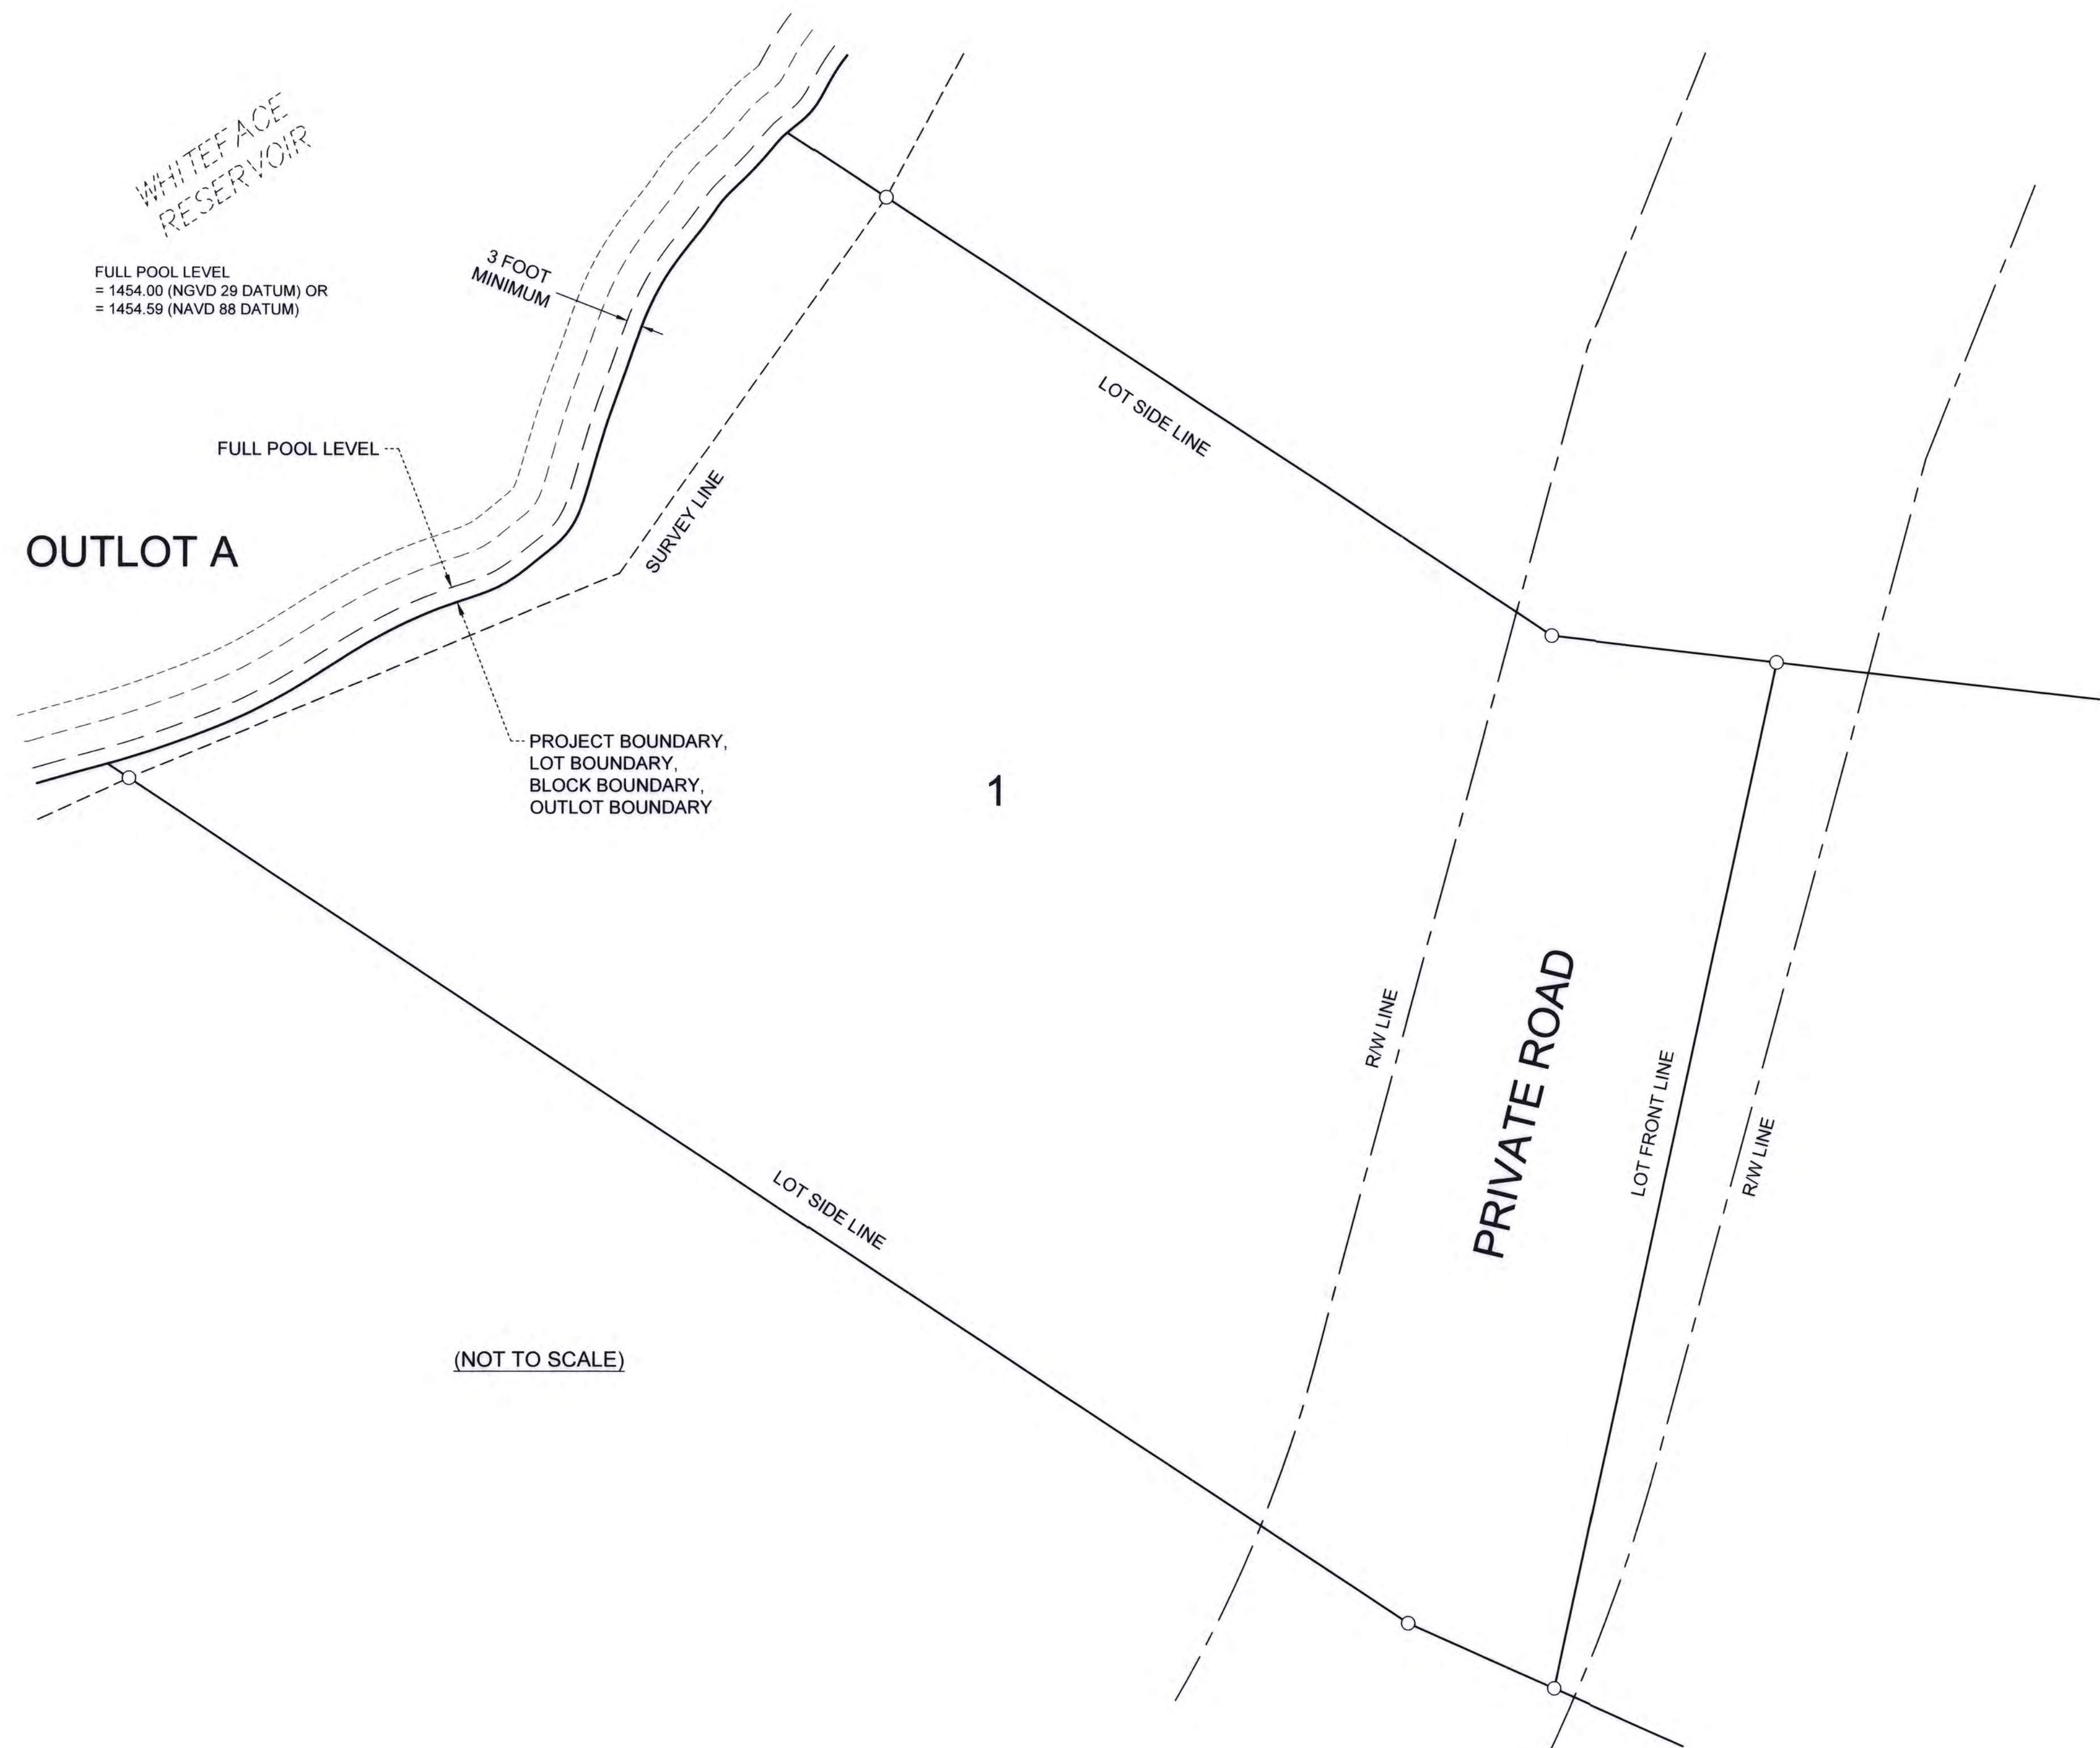 WHITEFACE
RESERVOIR
FULL POOL LEVEL
= 1454.00 (NGVD 29 DATUM) OR
= 1454.59 (NAVD 88 DATUM)
3 FOOT
MINIMUM
LOT SIDE LINE
FULL POOL LEVEL
SURVEY LINE
OUTLOT A
PROJECT BOUNDARY,
LOT BOUNDARY,
BLOCK BOUNDARY,
OUTLOT BOUNDARY
1
R/W LINE
PRIVATE ROAD
LOT FRONT LINE
R/W LINE
LOT SIDE LINE
(NOT TO SCALE)